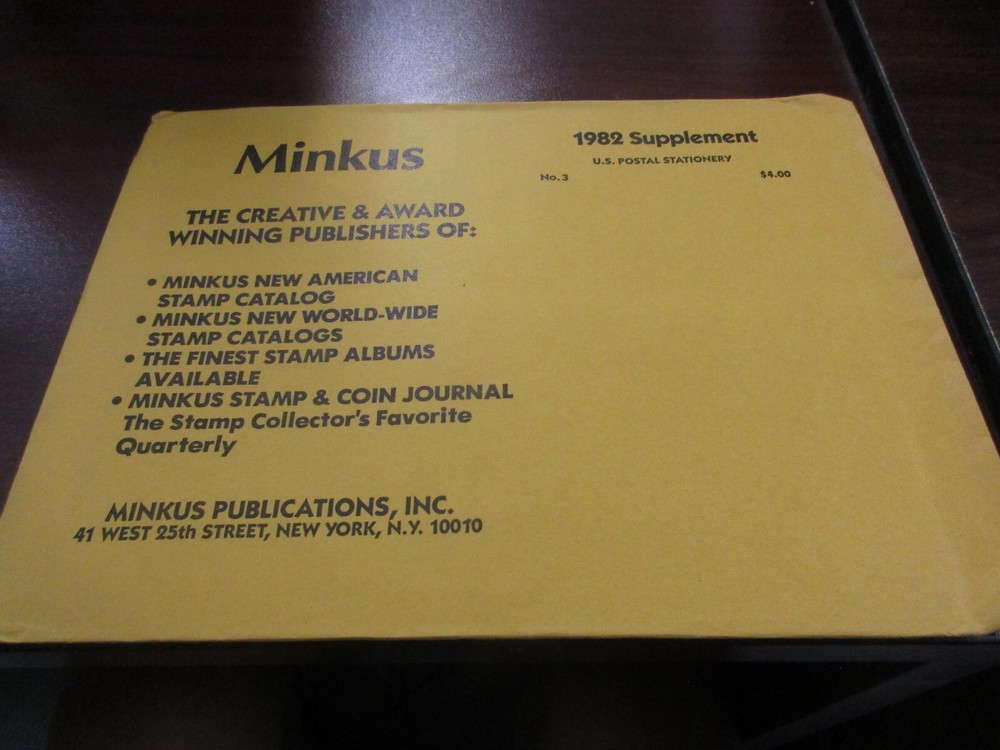 Minkus
THE CREATIVE & AWARD
WINNING PUBLISHERS OF:
• MINKUS NEW AMERICAN
STAMP CATALOG
• MINKUS NEW WORLD-WIDE
STAMP CATALOGS
• THE FINEST STAMP ALBUMS
AVAILABLE
• MINKUS STAMP & COIN JOURNAL
The Stamp Collector's Favorite
Quarterly
MINKUS PUBLICATIONS, INC.
41 WEST 25th STREET, NEW YORK, N.Y. 10010
1982 Supplement
U.S. POSTAL STATIONERY
No. 3 $4.00